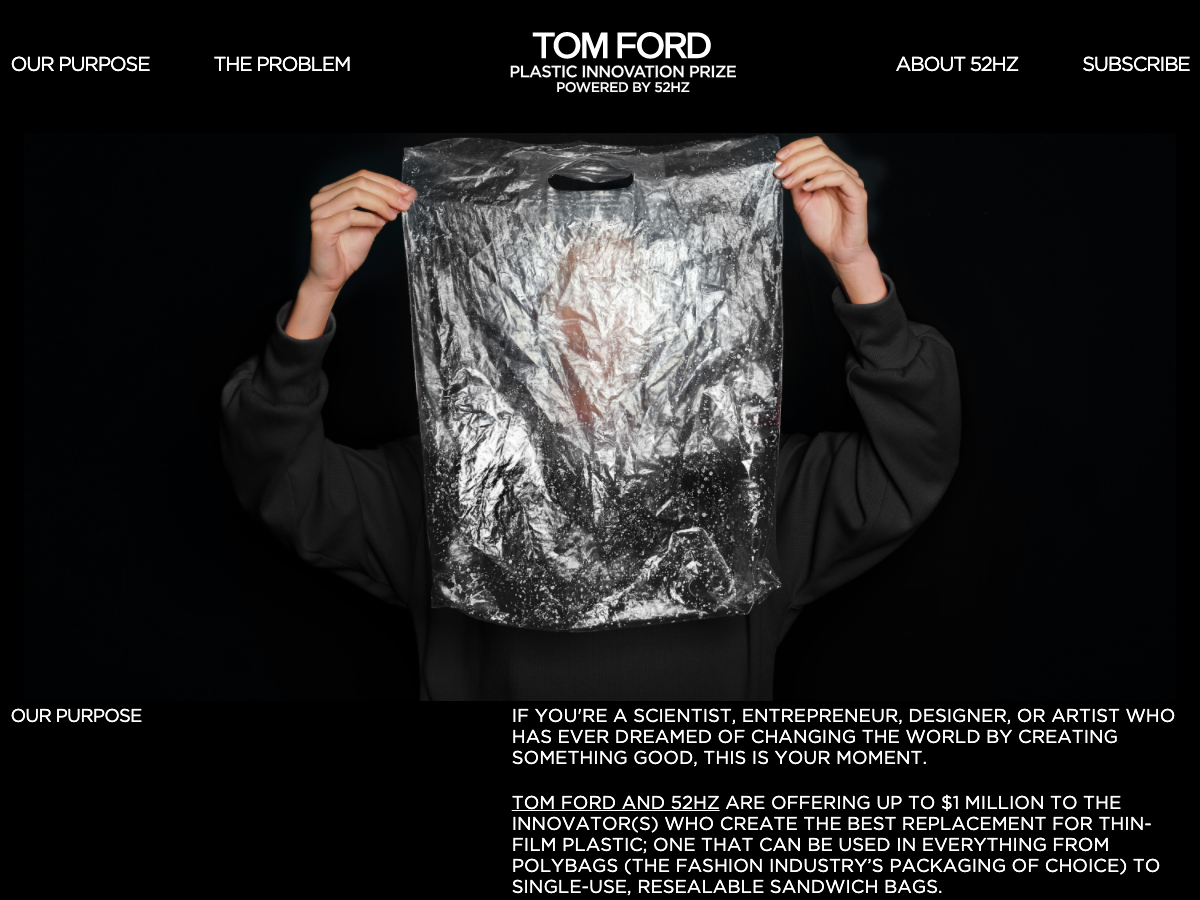 OUR PURPOSE
THE PROBLEM
TOM FORD
PLASTIC INNOVATION PRIZE
POWERED BY 52HZ
ABOUT 52HZ
SUBSCRIBE
OUR PURPOSE
IF YOU'RE A SCIENTIST, ENTREPRENEUR, DESIGNER, OR ARTIST WHO
HAS EVER DREAMED OF CHANGING THE WORLD BY CREATING
SOMETHING GOOD, THIS IS YOUR MOMENT.
TOM FORD AND 52HZ ARE OFFERING UP TO $1 MILLION TO THE
INNOVATOR(S) WHO CREATE THE BEST REPLACEMENT FOR THIN-
FILM PLASTIC; ONE THAT CAN BE USED IN EVERYTHING FROM
POLYBAGS (THE FASHION INDUSTRY’S PACKAGING OF CHOICE) TO
SINGLE-USE, RESEALABLE SANDWICH BAGS.